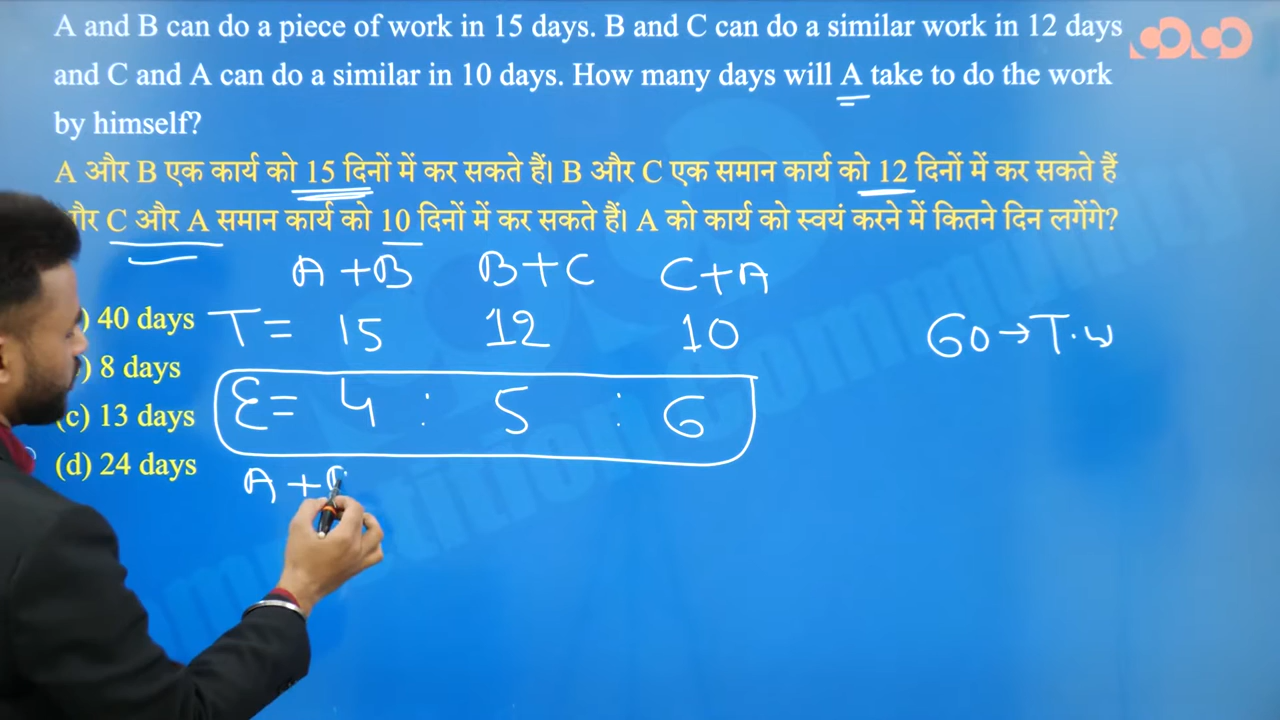 A and B can do a piece of work in 15 days. B and C can do a similar work in 12 days
and C and A can do a similar in 10 days. How many days will A take to do the work
by himself?
A और B एक कार्य को 15 दिनों में कर सकते हैं। B और C एक समान कार्य को 12 दिनों में कर सकते हैं
C और A समान कार्य को 10 दिनों में कर सकते हैं। A को कार्य को स्वयं करने में कितने दिन लगेंगे?
A + B B + C C + A
) 40 days T = 15 12 10 60 → T.w
) 8 days
(c) 13 days E = 4 : 5 : 6
(d) 24 days
A +